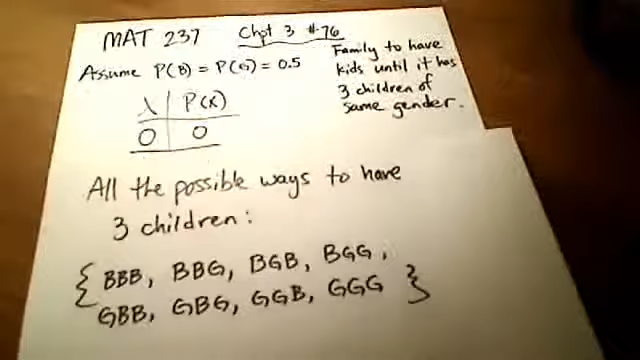 MAT 237 Chpt 3 #76
Assume P(B) = P(G) = 0.5
Family to have
kids until it has
3 children of
same gender.
X P(X)
0 0
All the possible ways to have
3 children:
{ BBB, BBG, BGB, BGG,
GBB, GBG, GGB, GGG }